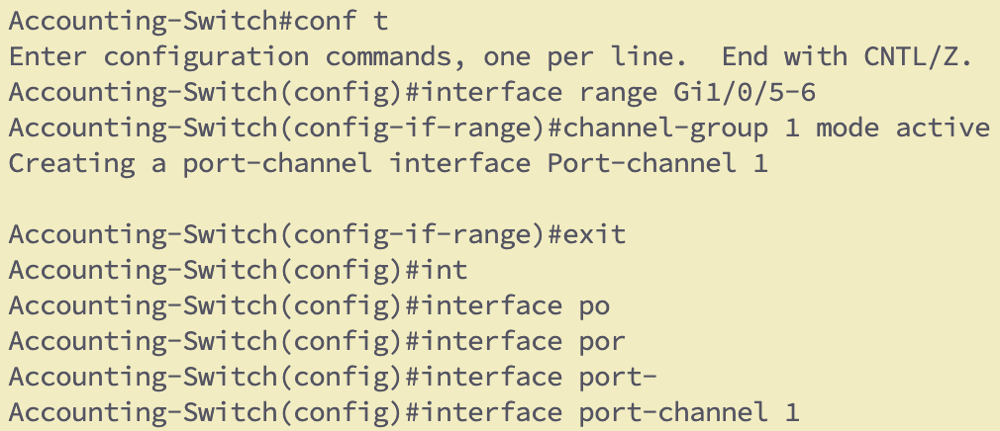 Accounting-Switch#conf t
Enter configuration commands, one per line.  End with CNTL/Z.
Accounting-Switch(config)#interface range Gi1/0/5-6
Accounting-Switch(config-if-range)#channel-group 1 mode active
Creating a port-channel interface Port-channel 1

Accounting-Switch(config-if-range)#exit
Accounting-Switch(config)#int
Accounting-Switch(config)#interface po
Accounting-Switch(config)#interface por
Accounting-Switch(config)#interface port-
Accounting-Switch(config)#interface port-channel 1